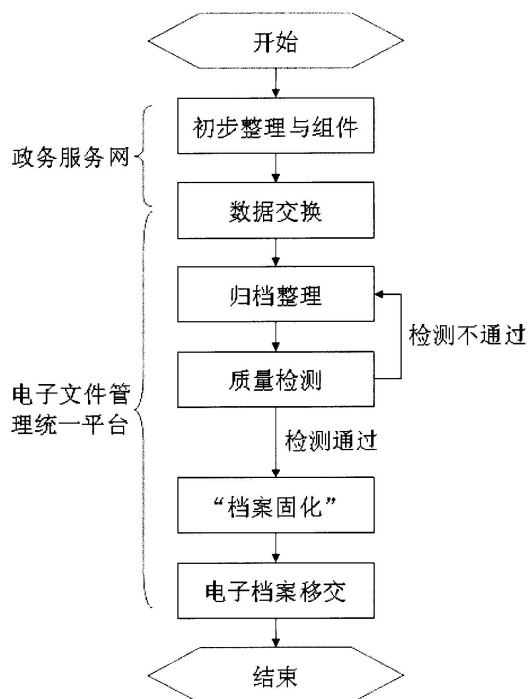 开始
初步整理与组件
政务服务网
数据交换
归档整理
检测不通过
质量检测
电子文件管
理统一平台
检测通过
“档案固化”
电子档案移交
结束